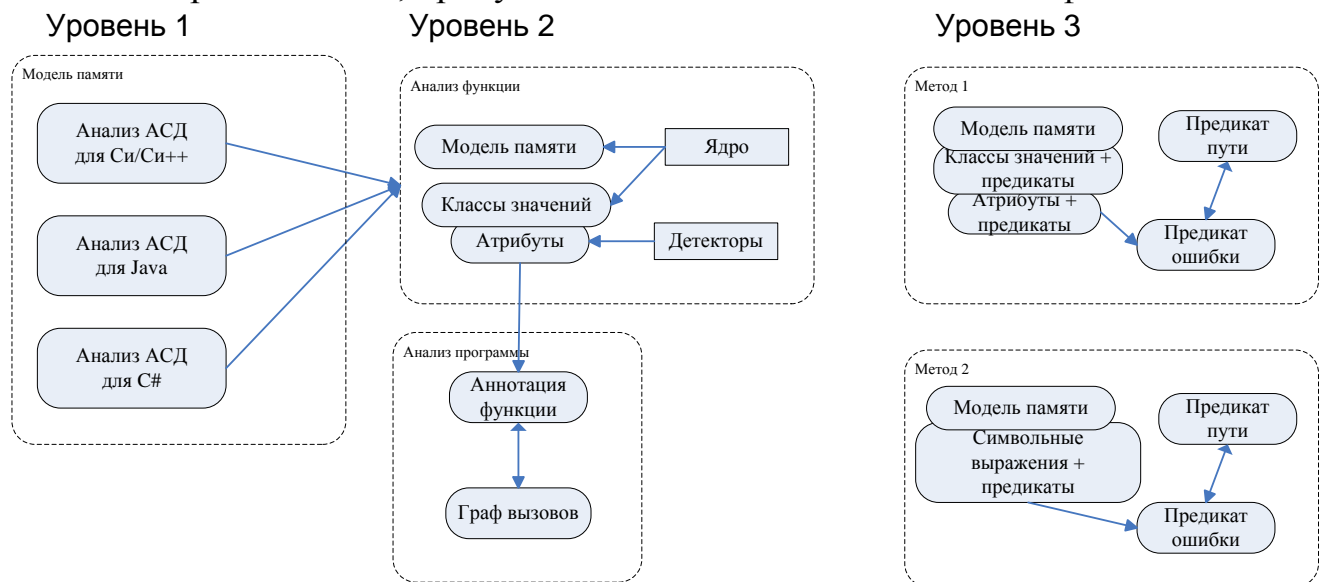 Уровень 1
Уровень 2
Уровень 3
Модель памяти
Анализ АСД
для Си/Си++
Анализ АСД
для Java
Анализ АСД
для C#
Анализ функции
Модель памяти
Ядро
Классы значений
Атрибуты
Детекторы
Анализ программы
Аннотация
функции
Граф вызовов
Метод 1
Модель памяти
Классы значений +
предикаты
Атрибуты +
предикаты
Предикат
пути
Предикат
ошибки
Метод 2
Модель памяти
Символьные
выражения +
предикаты
Предикат
пути
Предикат
ошибки